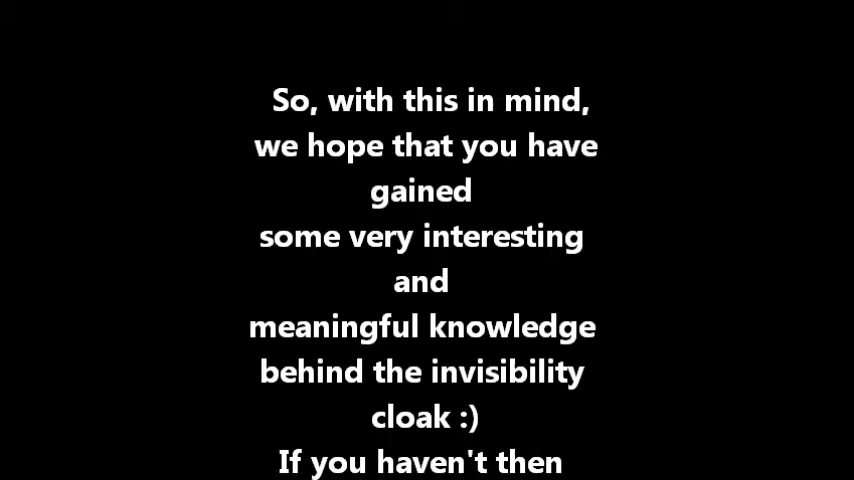 So, with this in mind,
we hope that you have
gained
some very interesting
and
meaningful knowledge
behind the invisibility
cloak :)
If you haven't then